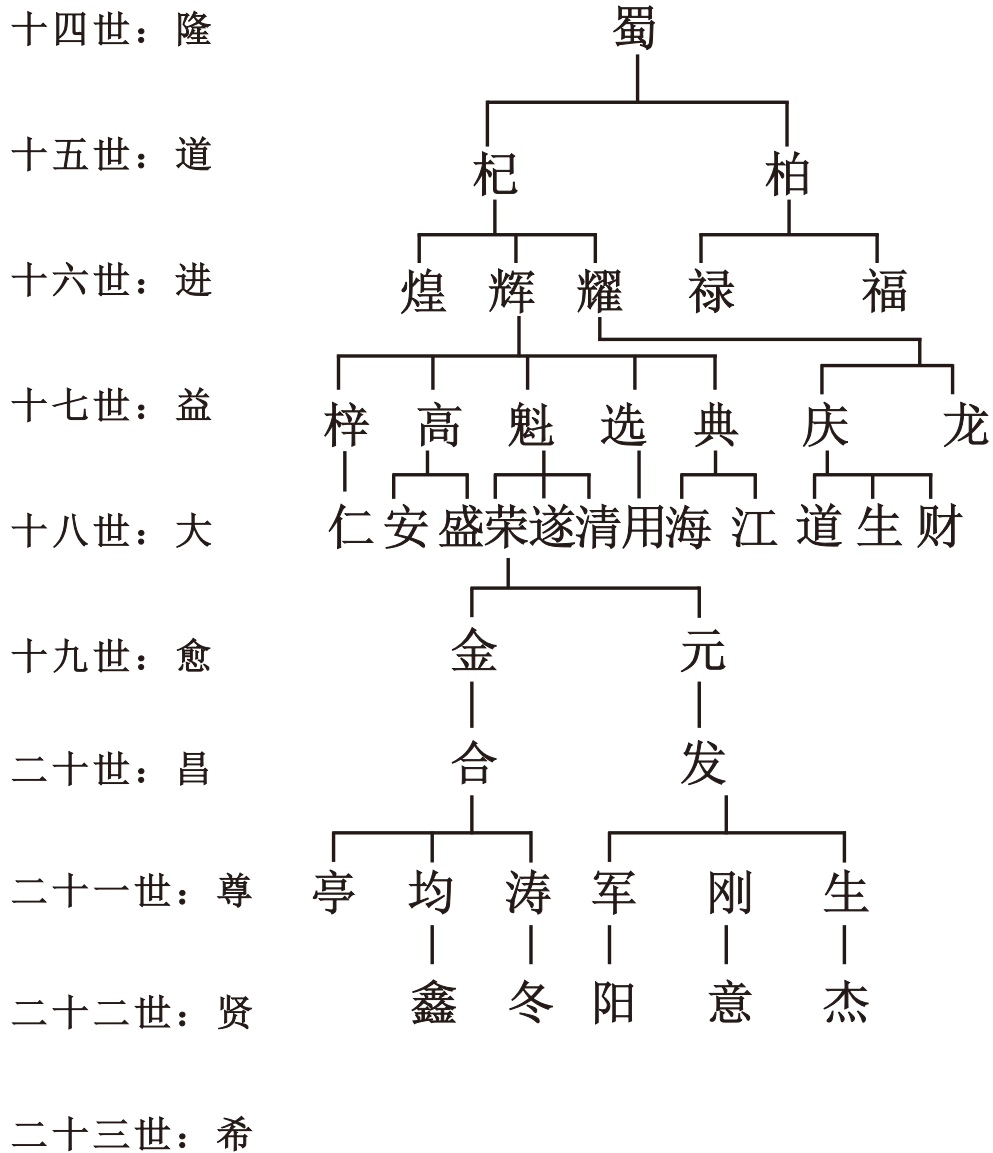 十四世：隆 蜀
十五世：道 杞 柏
十六世：进 煌 辉 耀 禄 福
十七世：益 梓 高 魁 选 典 庆 龙
十八世：大 仁 安 盛 荣 遂 清 用 海 江 道 生 财
十九世：愈 金 元
二十世：昌 合 发
二十一世：尊 亭 均 涛 军 刚 生
二十二世：贤 鑫 冬 阳 意 杰
二十三世：希